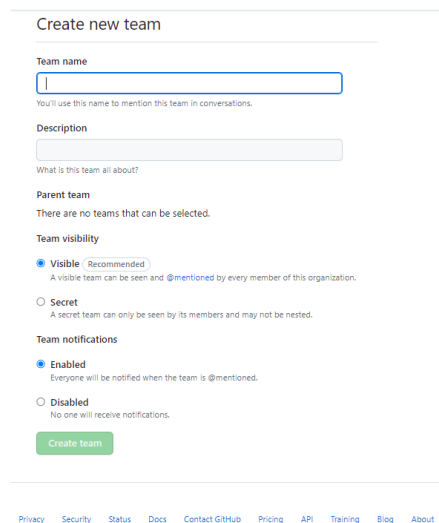 Create new team
Team name
You'll use this name to mention this team in conversations.
Description
What is this team all about?
Parent team
There are no teams that can be selected.
Team visibility
Visible Recommended
A visible team can be seen and @mentioned by every member of this organization.
Secret
A secret team can only be seen by its members and may not be nested.
Team notifications
Enabled
Everyone will be notified when the team is @mentioned.
Disabled
No one will receive notifications.
Create team
Privacy Security Status Docs Contact GitHub Pricing API Training Blog About